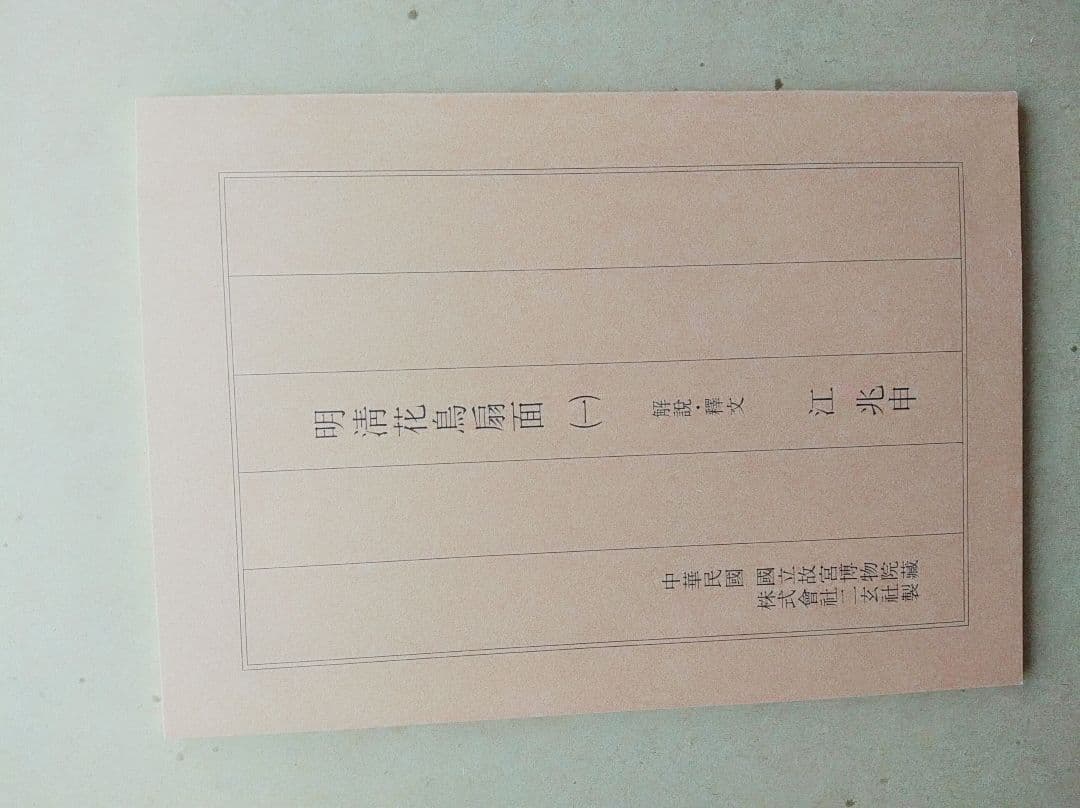 明清花鳥扇面(一)
解説・釋文
江兆申
中華民國 國立故宮博物院藏
株式會社二玄社製